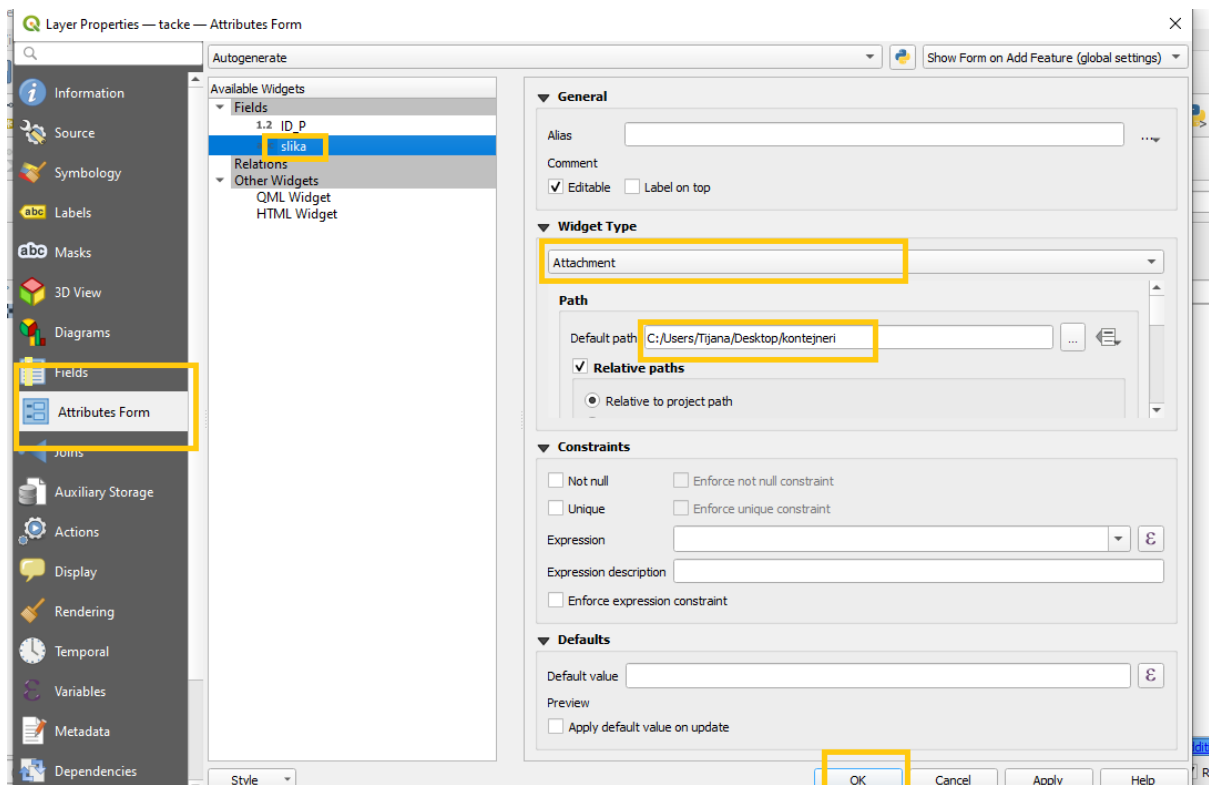 Layer Properties — tacke — Attributes Form
Autogenerate
Show Form on Add Feature (global settings)
Information
Source
Symbology
abc Labels
abc Masks
3D View
Diagrams
Fields
Attributes Form
Joins
Auxiliary Storage
Actions
Display
Rendering
Temporal
Variables
Metadata
Dependencies
Available Widgets
Fields
1.2 ID_P
slika
Relations
Other Widgets
QML Widget
HTML Widget
Style
General
Alias
...
Comment
Editable Label on top
Widget Type
Attachment
Path
Default path C:/Users/Tijana/Desktop/kontejneri ...
Relative paths
Relative to project path
Constraints
Not null Enforce not null constraint
Unique Enforce unique constraint
Expression ε
Expression description
Enforce expression constraint
Defaults
Default value ε
Preview
Apply default value on update
OK Cancel Apply Help